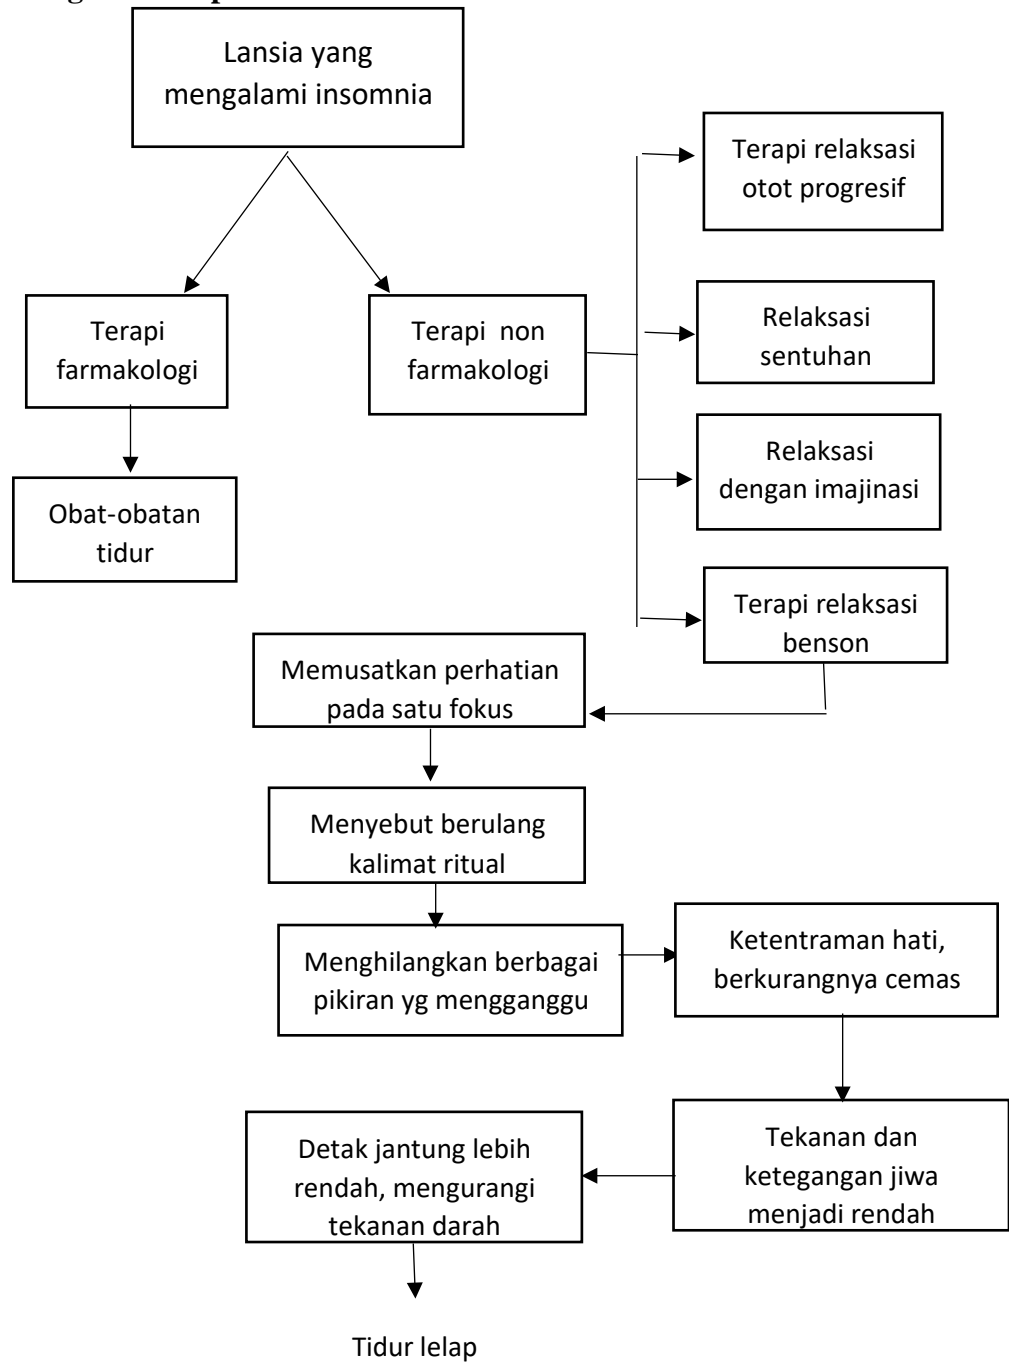 Lansia yang
mengalami insomnia
Terapi relaksasi
otot progresif
Terapi
farmakologi
Terapi non
farmakologi
Relaksasi
sentuhan
Relaksasi
dengan imajinasi
Obat-obatan
tidur
Terapi relaksasi
benson
Memusatkan perhatian
pada satu fokus
Menyebut berulang
kalimat ritual
Menghilangkan berbagai
pikiran yg mengganggu
Ketentraman hati,
berkurangnya cemas
Tekanan dan
ketegangan jiwa
menjadi rendah
Detak jantung lebih
rendah, mengurangi
tekanan darah
Tidur lelap